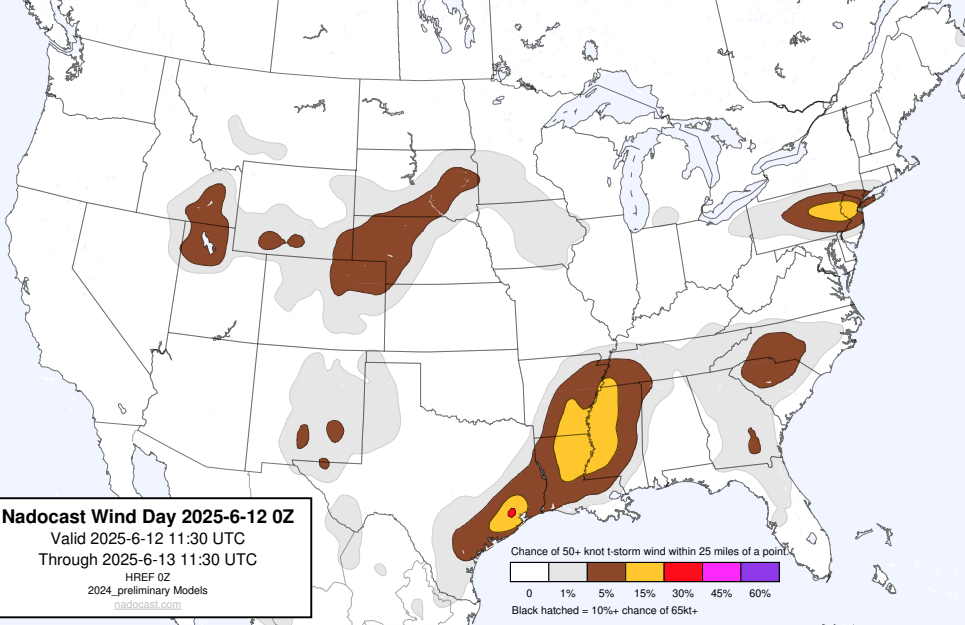 Nadocast Wind Day 2025-6-12 0Z
Valid 2025-6-12 11:30 UTC
Through 2025-6-13 11:30 UTC
HREF 0Z
2024_preliminary Models
nadocast.com
Chance of 50+ knot t-storm wind within 25 miles of a point.
0 1% 5% 15% 30% 45% 60%
Black hatched = 10%+ chance of 65kt+